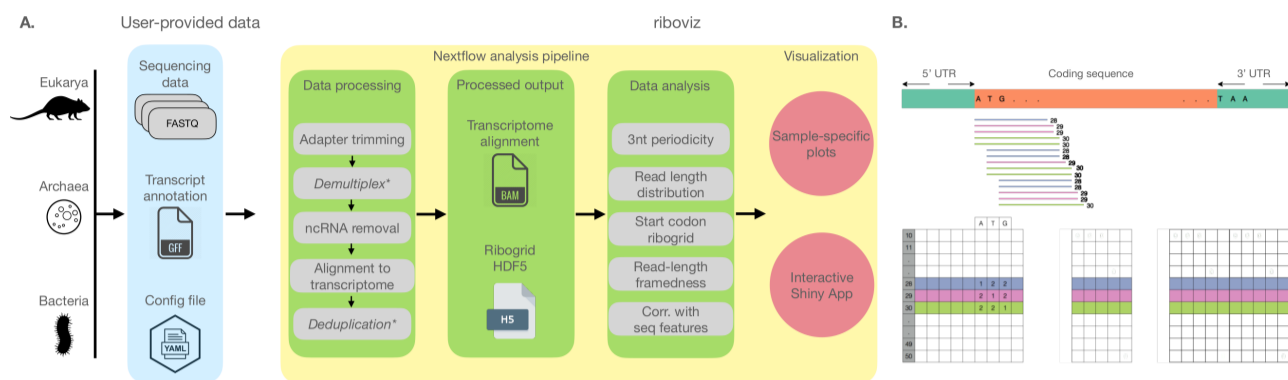 A.
User-provided data
riboviz
Eukarya
Archaea
Bacteria
Sequencing
data
FASTQ
Transcript
annotation
GFF
Config file
YAML
Nextflow analysis pipeline
Visualization
Data processing
Adapter trimming
Demultiplex*
ncRNA removal
Alignment to
transcriptome
Deduplication*
Processed output
Transcriptome
alignment
BAM
Ribogrid
HDF5
H5
Data analysis
3nt periodicity
Read length
distribution
Start codon
ribogrid
Read-length
framedness
Corr. with
seq features
Sample-specific
plots
Interactive
Shiny App
B.
5' UTR
Coding sequence
3' UTR
A T G . . .
. . . T A A
28
29
29
30
30
28
28
29
30
30
28
28
29
29
30
A T G
10
11
.
.
28 1 2 2
29 2 1 2
30 2 2 1
.
.
49
50